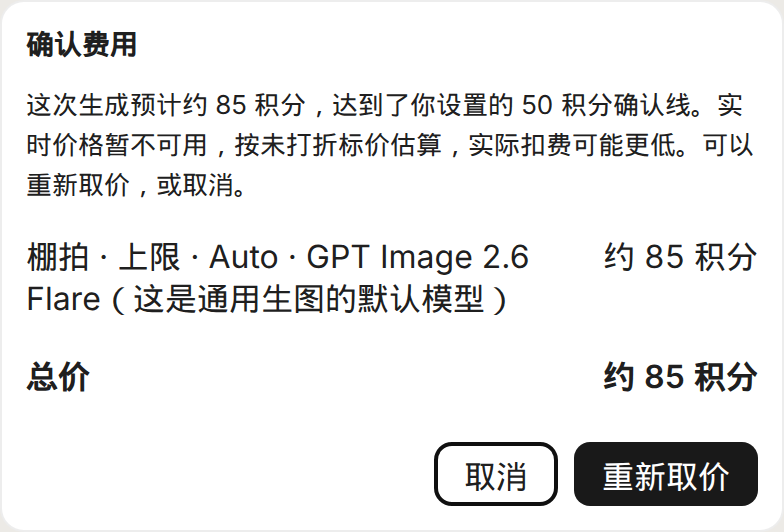 确认费用
这次生成预计约 85 积分，达到了你设置的 50 积分确认线。实
时价格暂不可用，按未打折标价估算，实际扣费可能更低。可以
重新取价，或取消。
棚拍 · 上限 · Auto · GPT Image 2.6 约 85 积分
Flare（这是通用生图的默认模型）
总价 约 85 积分
取消 重新取价